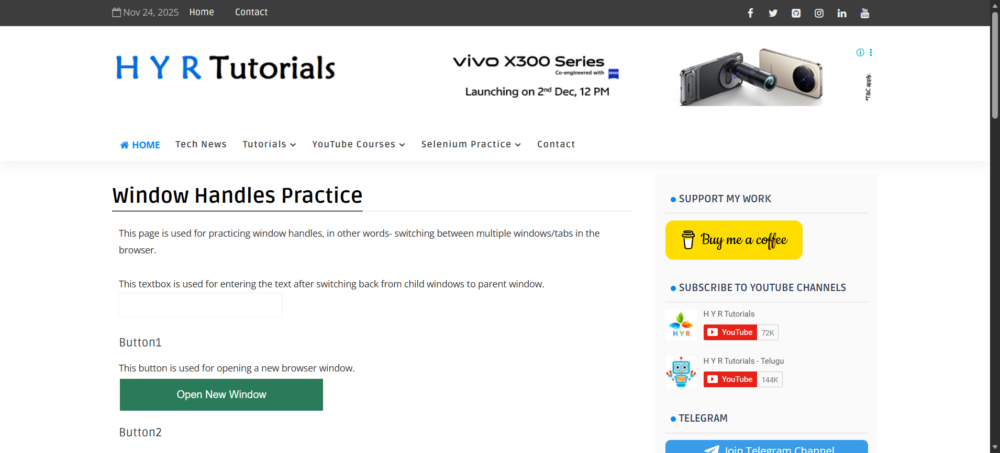 Nov 24, 2025 Home Contact
You
Tube
H Y R Tutorials
vivo X300 Series
Co-engineered with ZEISS
Launching on 2nd Dec, 12 PM
*T&C apply.
HOME Tech News Tutorials YouTube Courses Selenium Practice Contact
Window Handles Practice
This page is used for practicing window handles, in other words- switching between multiple windows/tabs in the
browser.
This textbox is used for entering the text after switching back from child windows to parent window.
Button1
This button is used for opening a new browser window.
Open New Window
Button2
SUPPORT MY WORK
Buy me a coffee
SUBSCRIBE TO YOUTUBE CHANNELS
HYR
H Y R Tutorials
YouTube 72K
H Y R Tutorials - Telugu
YouTube 144K
TELEGRAM
Join Telegram Channel